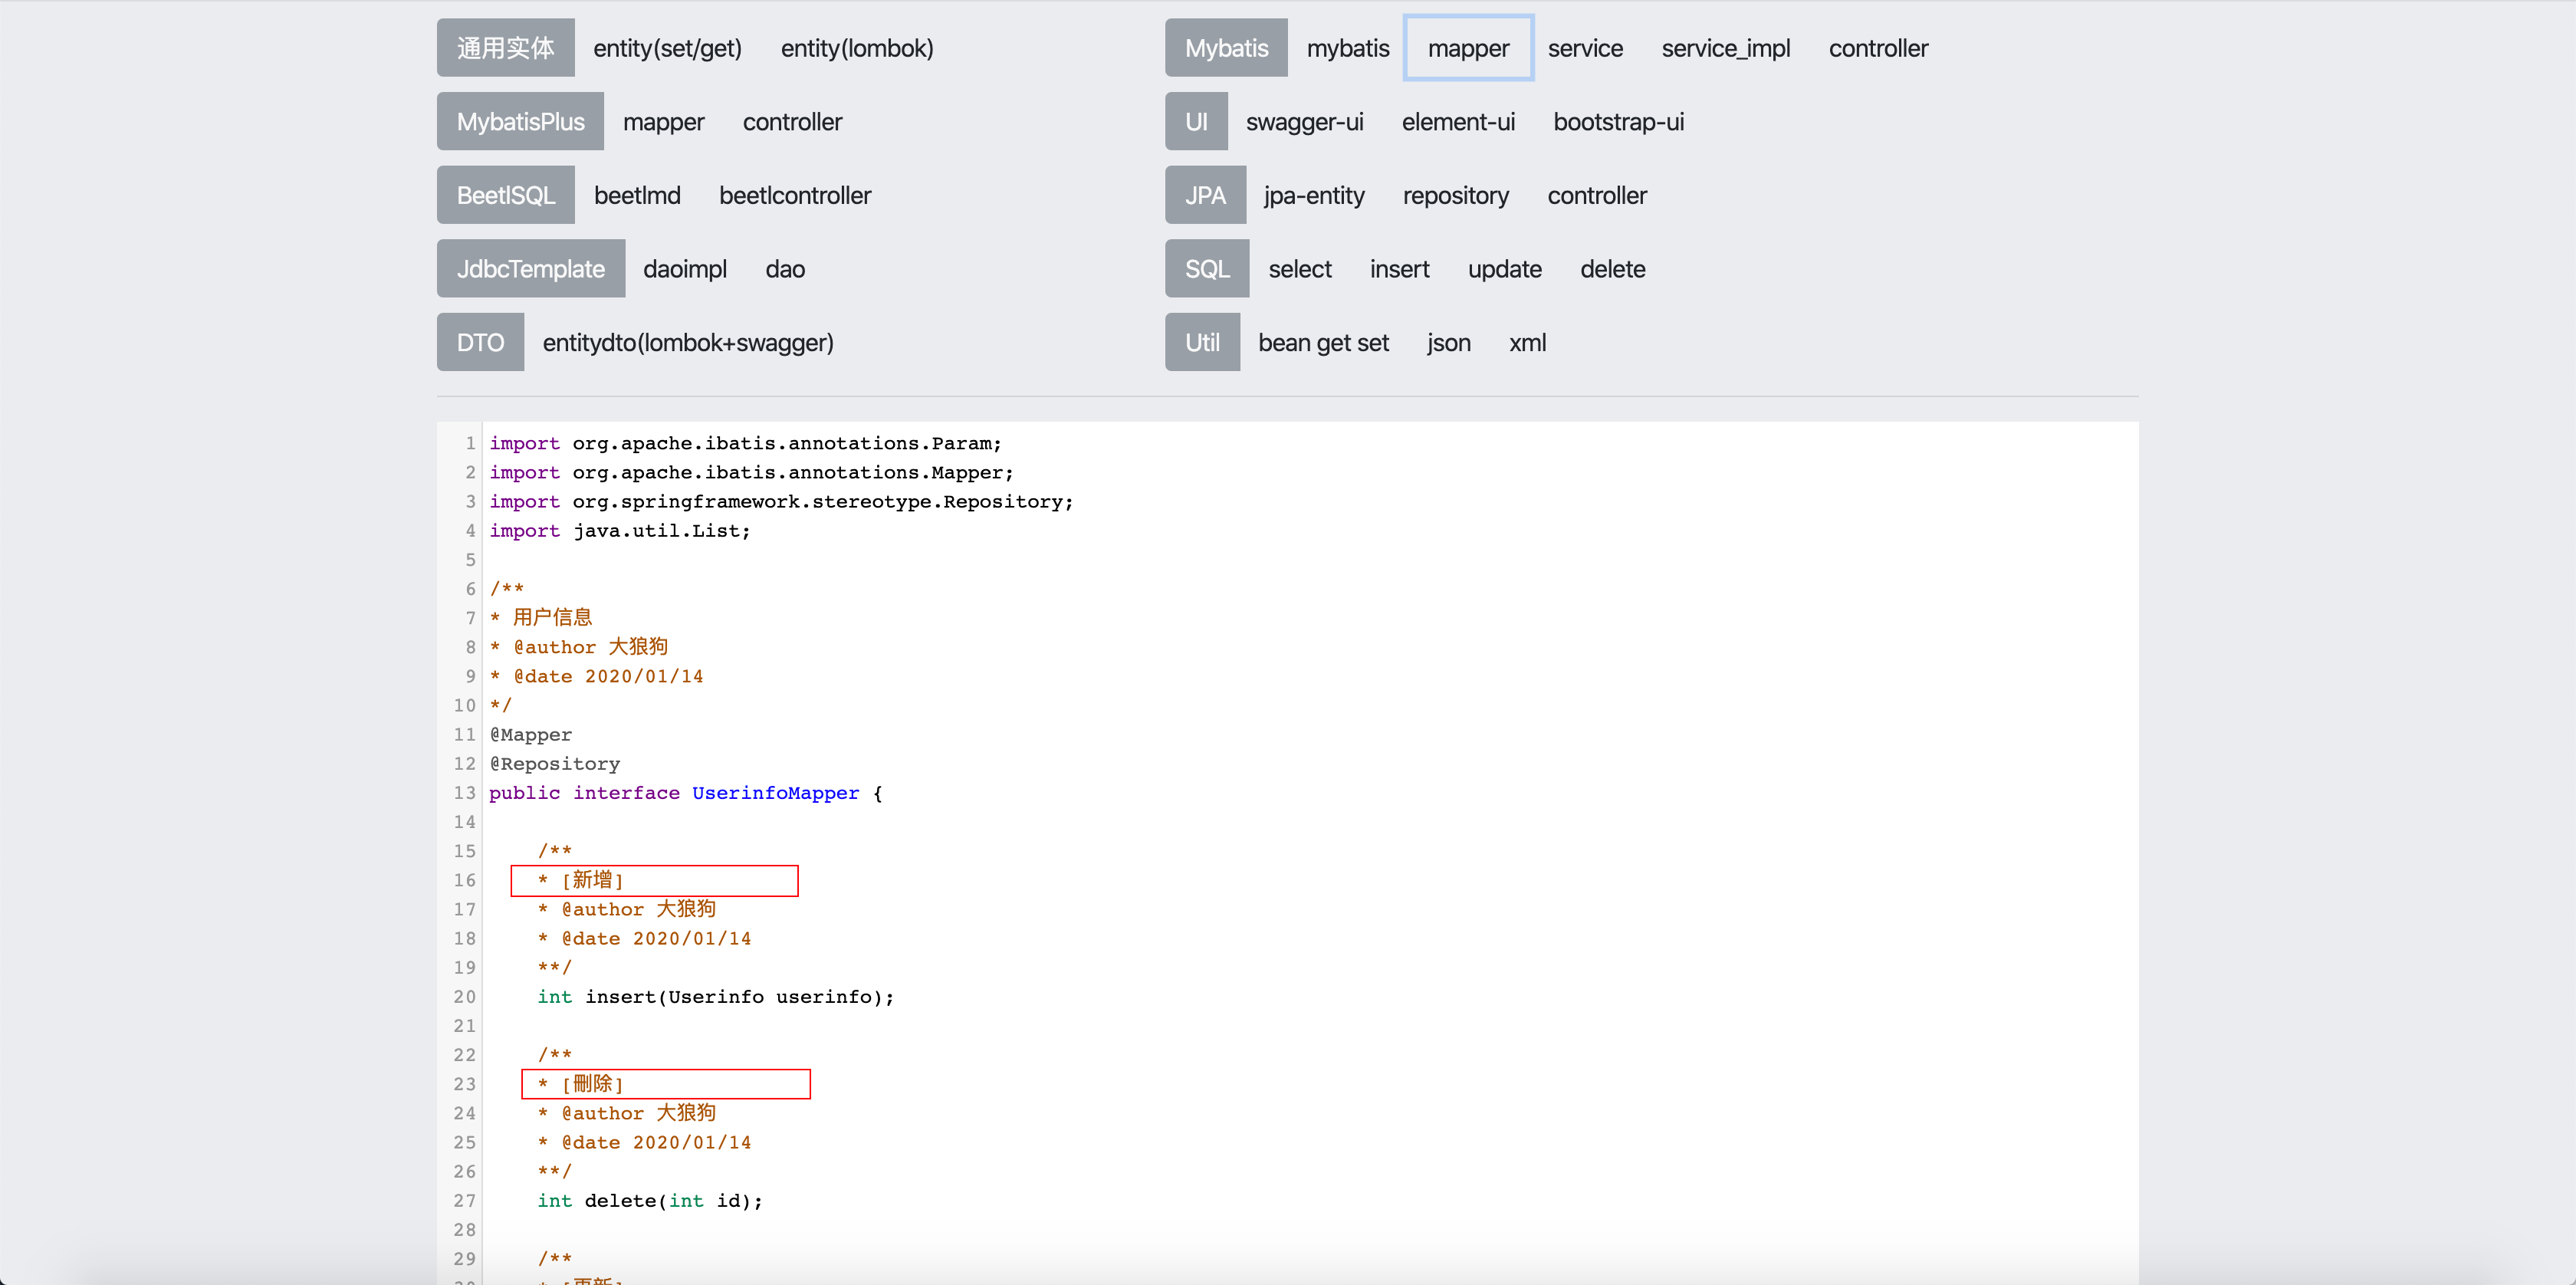 通用实体 entity(set/get) entity(lombok) Mybatis mybatis mapper service service_impl controller
MybatisPlus mapper controller UI swagger-ui element-ui bootstrap-ui
BeetlSQL beetlmd beetlcontroller JPA jpa-entity repository controller
JdbcTemplate daoimpl dao SQL select insert update delete
DTO entitydto(lombok+swagger) Util bean get set json xml
1 import org.apache.ibatis.annotations.Param;
2 import org.apache.ibatis.annotations.Mapper;
3 import org.springframework.stereotype.Repository;
4 import java.util.List;
5
6 /**
7 * 用户信息
8 * @author 大狼狗
9 * @date 2020/01/14
10 */
11 @Mapper
12 @Repository
13 public interface UserinfoMapper {
14
15 /**
16 * [新增]
17 * @author 大狼狗
18 * @date 2020/01/14
19 **/
20 int insert(Userinfo userinfo);
21
22 /**
23 * [刪除]
24 * @author 大狼狗
25 * @date 2020/01/14
26 **/
27 int delete(int id);
28
29 /**
30 * [更新]